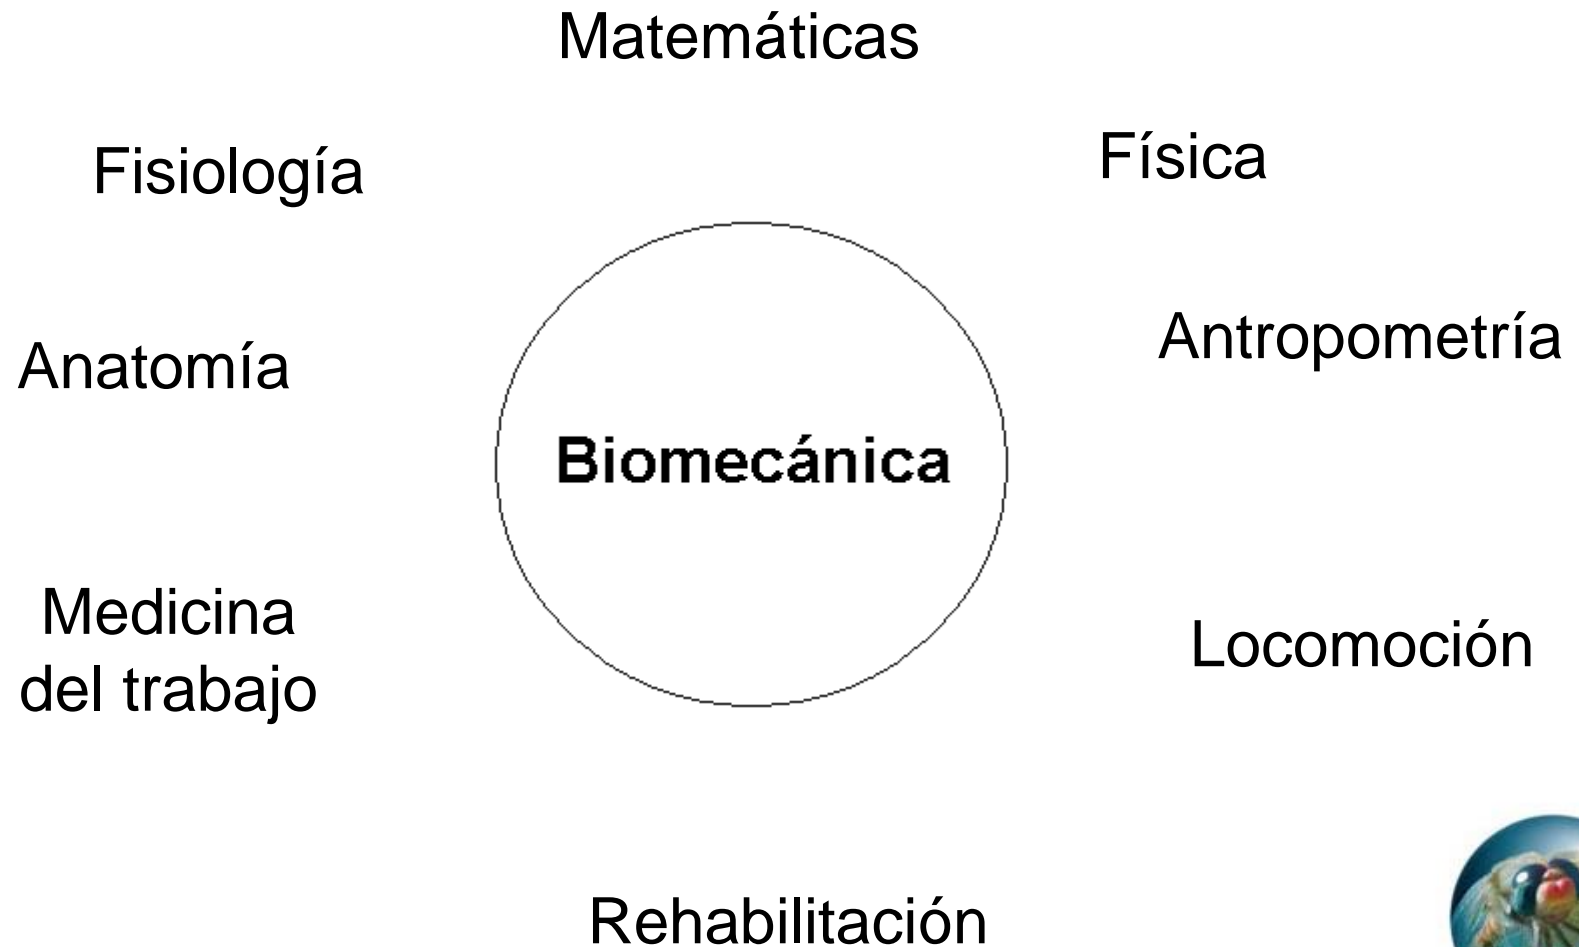 Matemáticas
Fisiología
Física
Anatomía
Antropometría
Biomecánica
Medicina
del trabajo
Locomoción
Rehabilitación